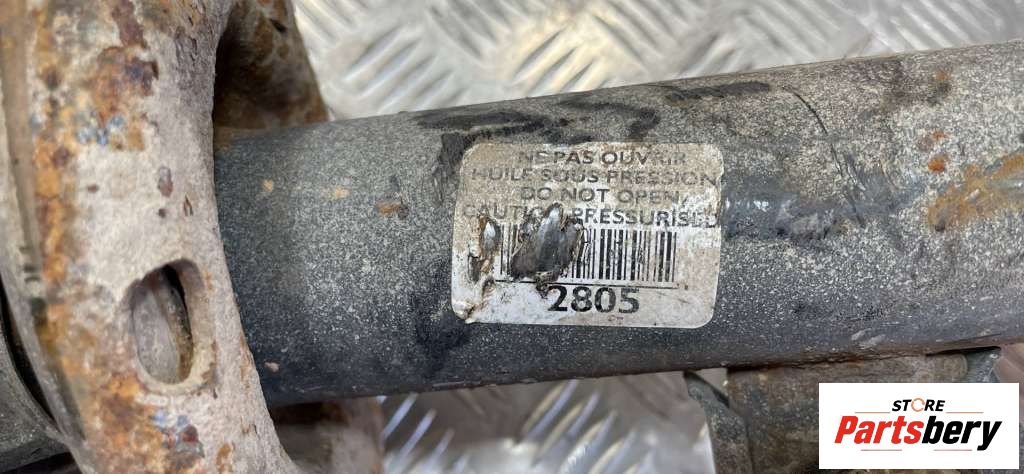 NE PAS OUVRIR
HUILE SOUS PRESSION
DO NOT OPEN
CAUTION PRESSURISED
2805
STORE
Partsbery